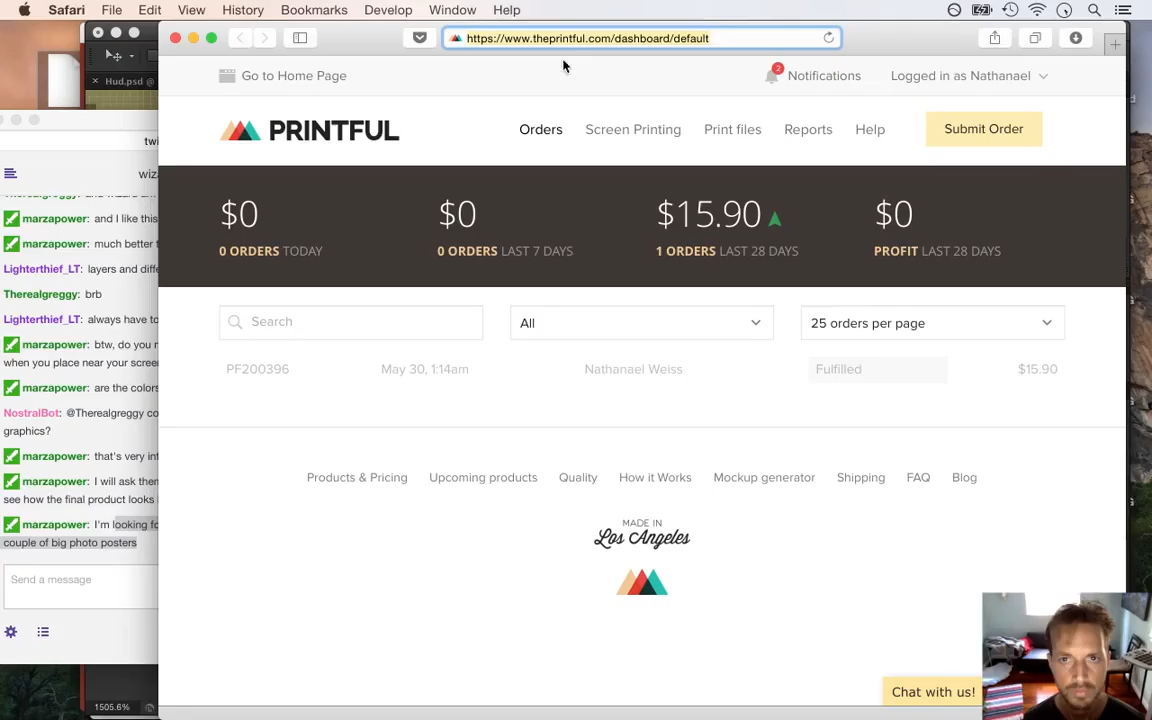 Safari File Edit View History Bookmarks Develop Window Help
https://www.theprintful.com/dashboard/default
Hud.psd @
Go to Home Page
2
Notifications
Logged in as Nathanael
PRINTFUL
Orders Screen Printing Print files Reports Help
Submit Order
$0
0 ORDERS TODAY
$0
0 ORDERS LAST 7 DAYS
$15.90
1 ORDERS LAST 28 DAYS
$0
PROFIT LAST 28 DAYS
Search
All
25 orders per page
PF200396 May 30, 1:14am Nathanael Weiss Fulfilled $15.90
Products & Pricing Upcoming products Quality How it Works Mockup generator Shipping FAQ Blog
MADE IN
Los Angeles
Chat with us!
marzapower: and I like this
marzapower: much better
Lighterthief_LT: layers and
Therealgreggy: brb
Lighterthief_LT: always have to
marzapower: btw, do you
when you place near your
marzapower: are the colors
NostralBot: @Therealgreggy
graphics?
marzapower: that's very
marzapower: I will ask
see how the final product looks
marzapower: I'm looking
couple of big photo posters
Send a message
1505.6%